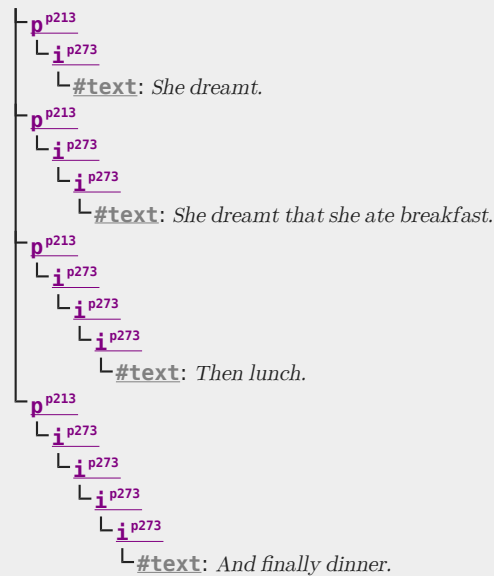 p p213
i p273
#text: She dreamt.
p p213
i p273
i p273
#text: She dreamt that she ate breakfast.
p p213
i p273
i p273
i p273
#text: Then lunch.
p p213
i p273
i p273
i p273
i p273
#text: And finally dinner.